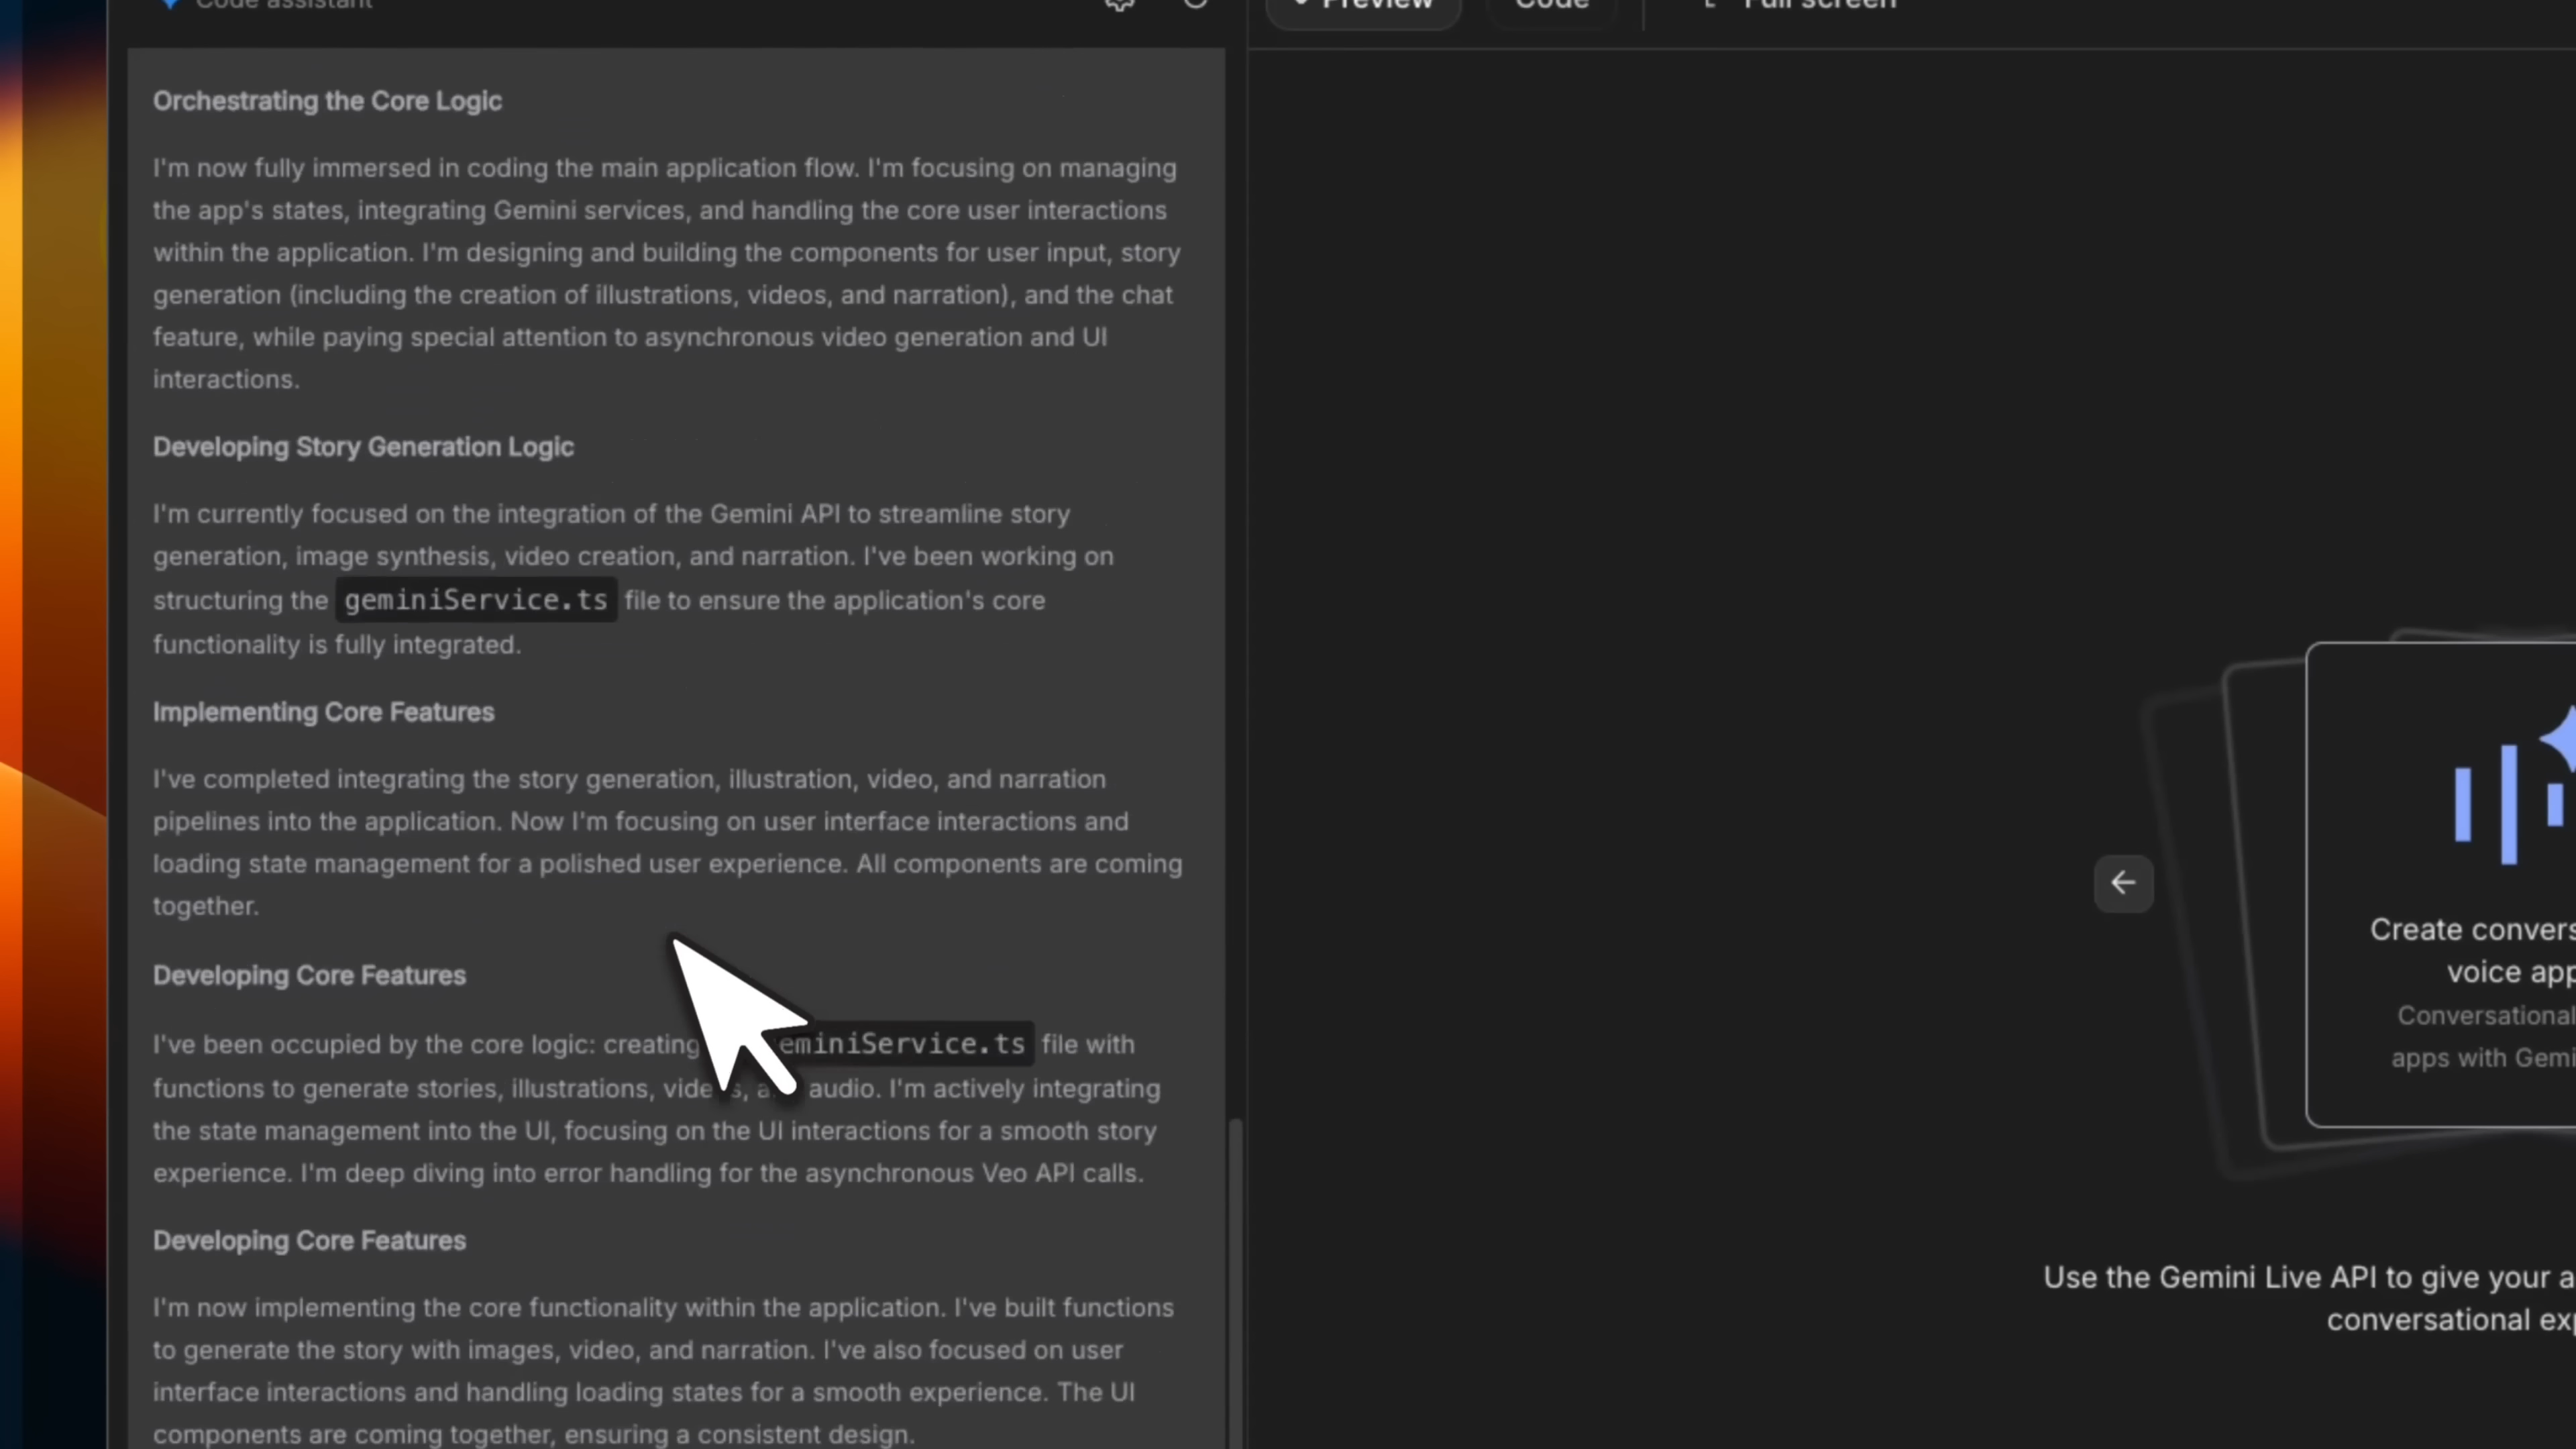 Code assistant
Preview
Code
Full screen
Orchestrating the Core Logic
I'm now fully immersed in coding the main application flow. I'm focusing on managing
the app's states, integrating Gemini services, and handling the core user interactions
within the application. I'm designing and building the components for user input, story
generation (including the creation of illustrations, videos, and narration), and the chat
feature, while paying special attention to asynchronous video generation and UI
interactions.
Developing Story Generation Logic
I'm currently focused on the integration of the Gemini API to streamline story
generation, image synthesis, video creation, and narration. I've been working on
structuring the geminiService.ts file to ensure the application's core
functionality is fully integrated.
Implementing Core Features
I've completed integrating the story generation, illustration, video, and narration
pipelines into the application. Now I'm focusing on user interface interactions and
loading state management for a polished user experience. All components are coming
together.
Developing Core Features
I've been occupied by the core logic: creating eminiService.ts file with
functions to generate stories, illustrations, audio. I'm actively integrating
the state management into the UI, focusing on the UI interactions for a smooth story
experience. I'm deep diving into error handling for the asynchronous Veo API calls.
Developing Core Features
I'm now implementing the core functionality within the application. I've built functions
to generate the story with images, video, and narration. I've also focused on user
interface interactions and handling loading states for a smooth experience. The UI
components are coming together, ensuring a consistent design.
Create convers
voice app
Conversational
apps with Gemi
Use the Gemini Live API to give your a
conversational exp